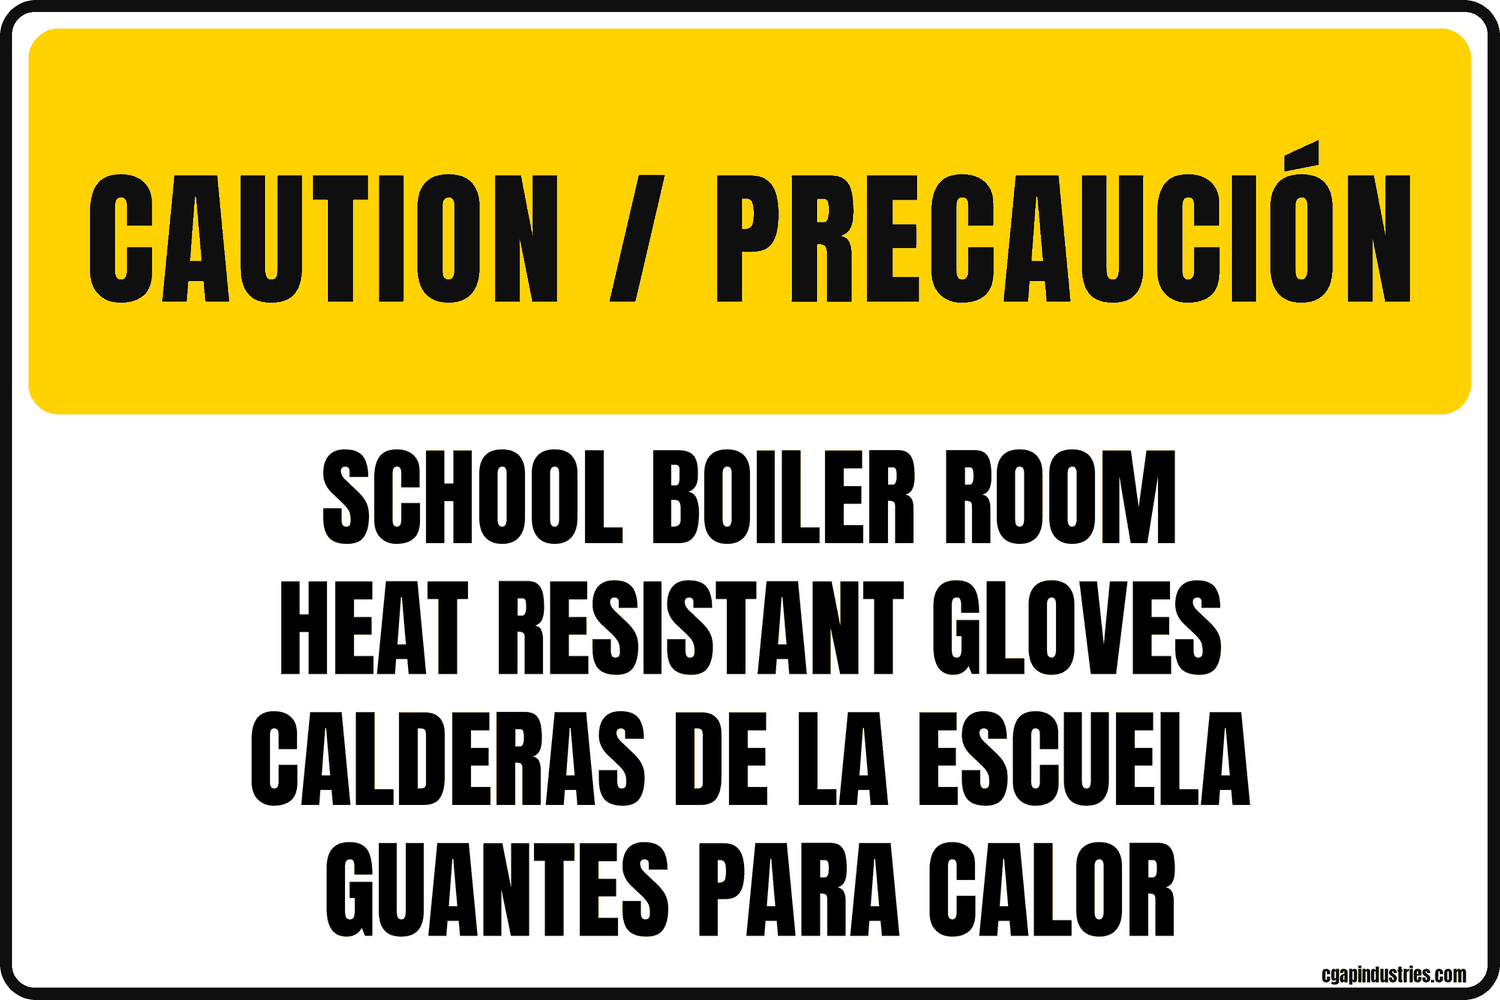 CAUTION / PRECAUCIÓN
SCHOOL BOILER ROOM
HEAT RESISTANT GLOVES
CALDERAS DE LA ESCUELA
GUANTES PARA CALOR
cgapindustries.com